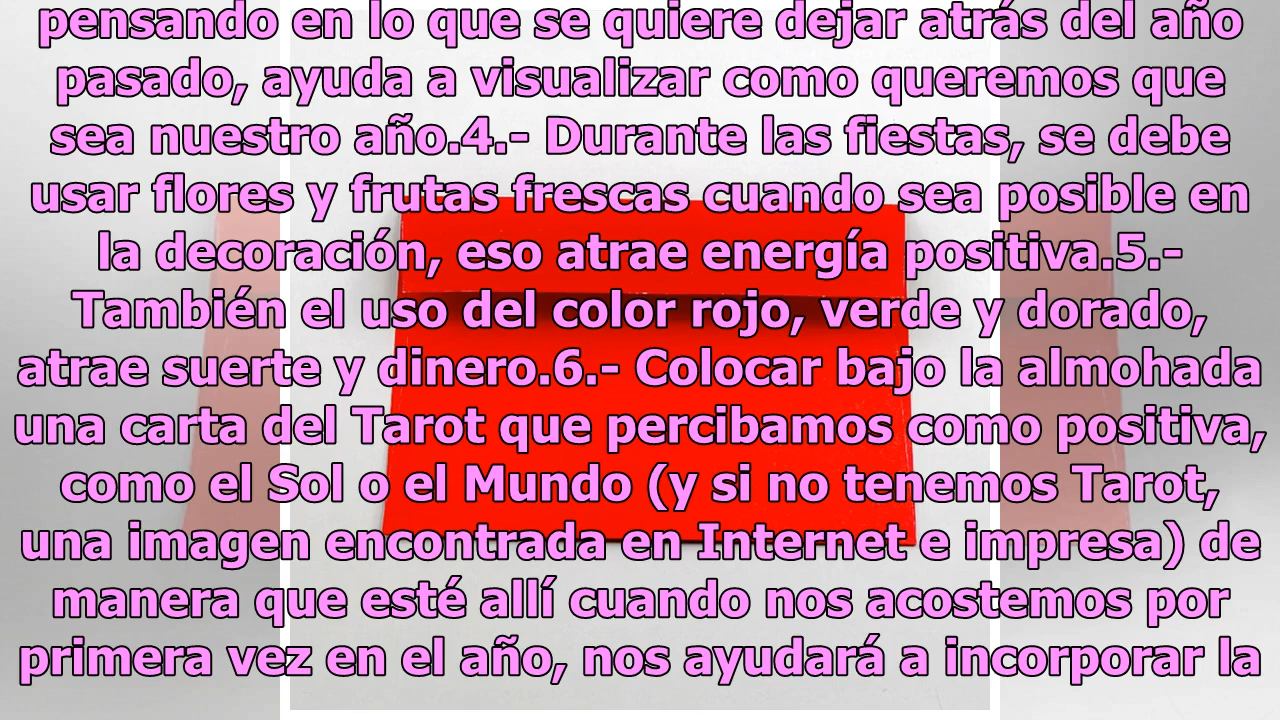 pensando en lo que se quiere dejar atrás del año
pasado, ayuda a visualizar como queremos que
sea nuestro año.4.- Durante las fiestas, se debe
usar flores y frutas frescas cuando sea posible en
la decoración, eso atrae energía positiva.5.-
También el uso del color rojo, verde y dorado,
atrae suerte y dinero.6.- Colocar bajo la almohada
una carta del Tarot que percibamos como positiva,
como el Sol o el Mundo (y si no tenemos Tarot,
una imagen encontrada en Internet e impresa) de
manera que esté allí cuando nos acostemos por
primera vez en el año, nos ayudará a incorporar la